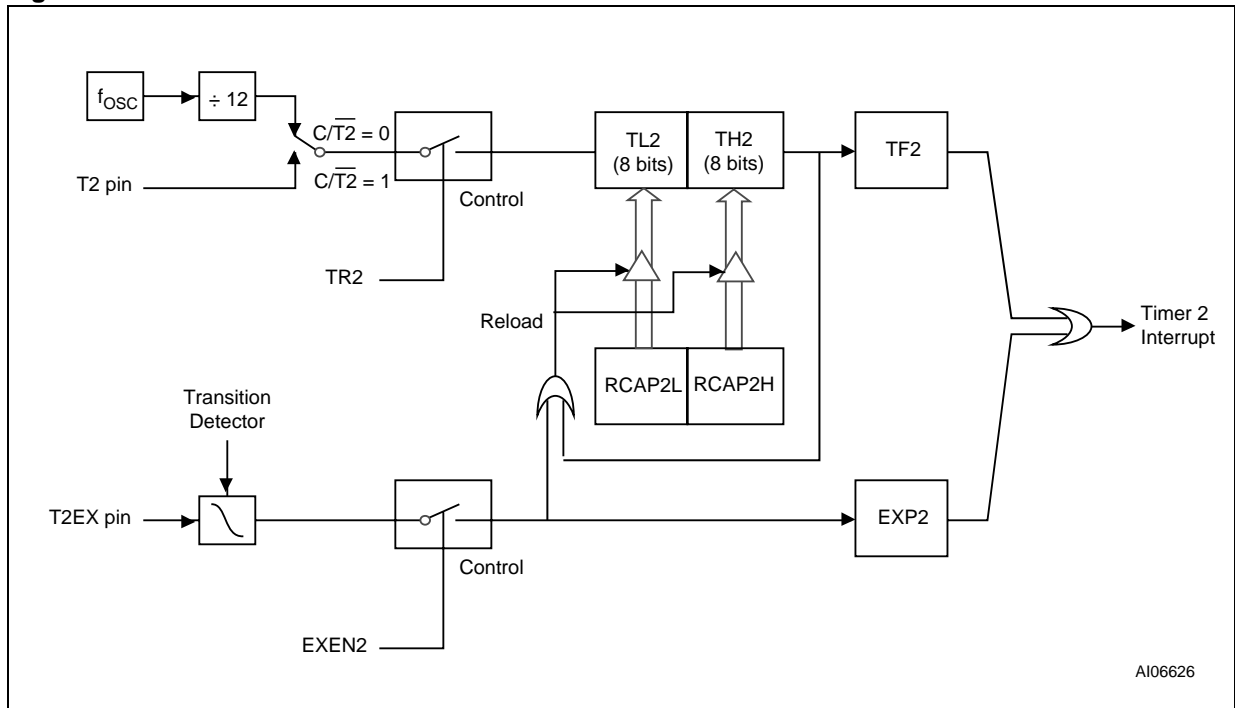 fOSC
÷ 12
C/T2 = 0
C/T2 = 1
T2 pin
Control
TR2
TL2
(8 bits)
TH2
(8 bits)
TF2
Reload
RCAP2L
RCAP2H
Timer 2
Interrupt
Transition
Detector
T2EX pin
Control
EXEN2
EXP2
AI06626